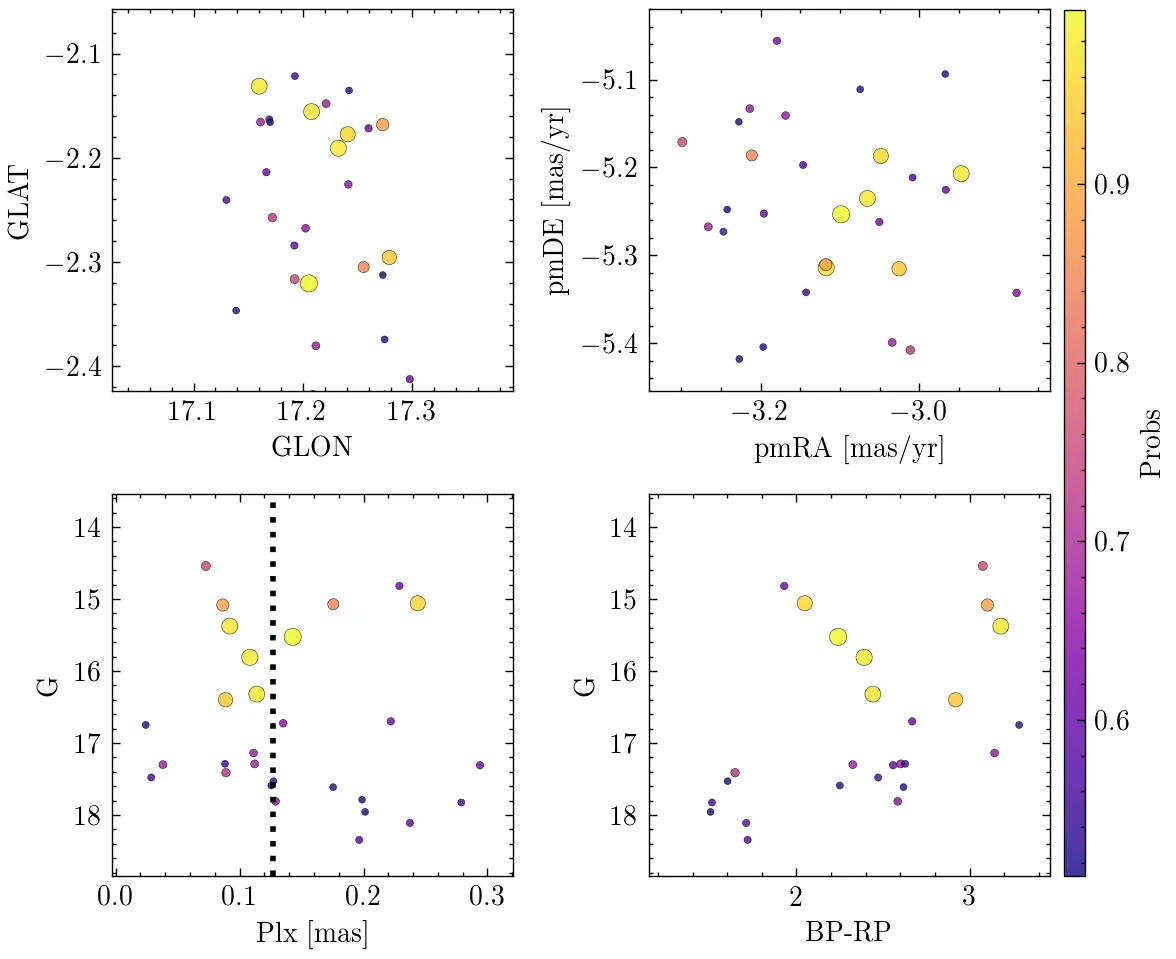 −2.1
−2.2
−2.3
−2.4
GLAT
17.1 17.2 17.3
GLON
−5.1
−5.2
−5.3
−5.4
pmDE [mas/yr]
−3.2 −3.0
pmRA [mas/yr]
14
15
16
17
18
G
0.0 0.1 0.2 0.3
Plx [mas]
14
15
16
17
18
G
2 3
BP-RP
0.9
0.8
0.7
0.6
Probs